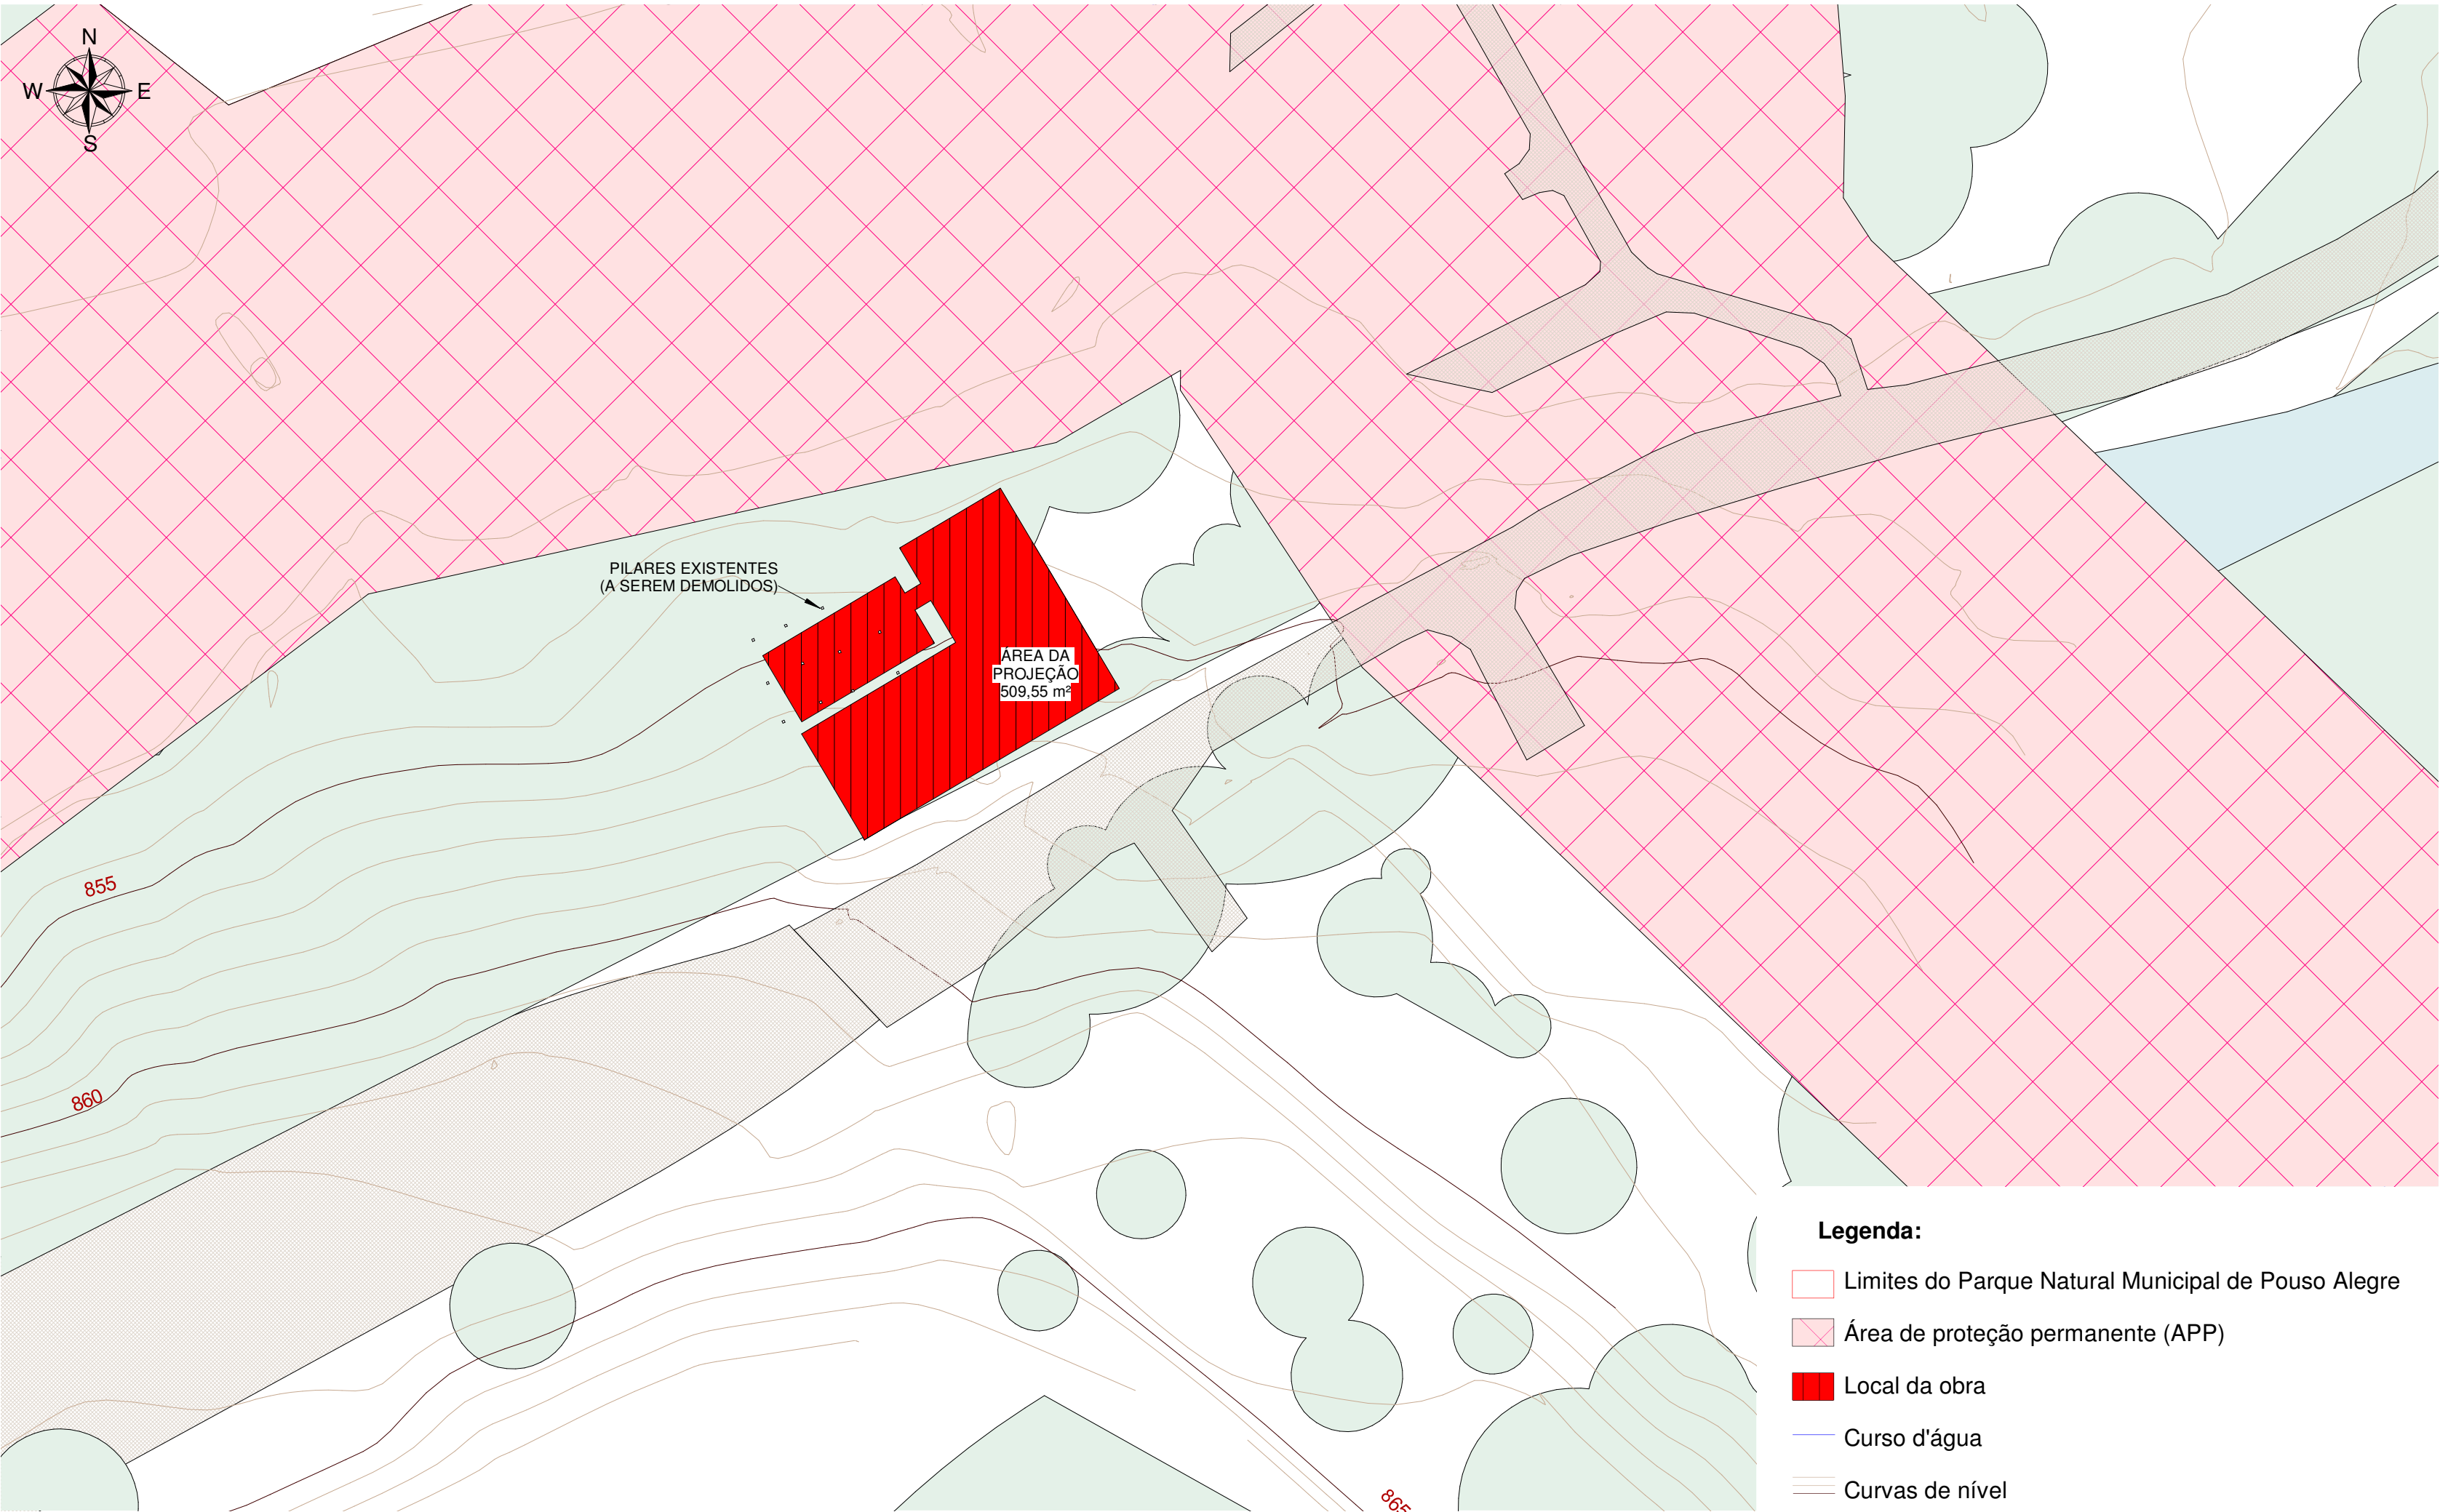 N
W E
S
PILARES EXISTENTES
(A SEREM DEMOLIDOS)
ÁREA DA
PROJEÇÃO
509,55 m²
855
860
865
Legenda:
Limites do Parque Natural Municipal de Pouso Alegre
Área de proteção permanente (APP)
Local da obra
Curso d'água
Curvas de nível